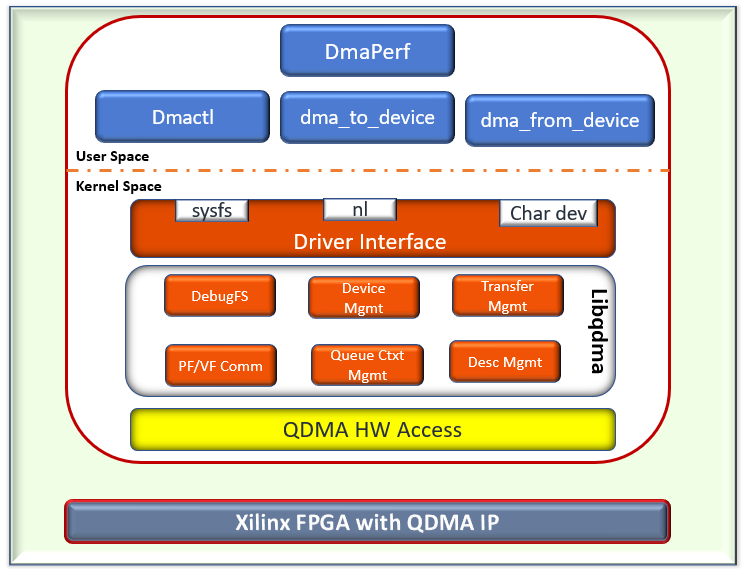 DmaPerf
Dmactl
dma_to_device
dma_from_device
User Space
Kernel Space
sysfs
nl
Char dev
Driver Interface
DebugFS
Device
Mgmt
Transfer
Mgmt
Libqdma
PF/VF Comm
Queue Ctxt
Mgmt
Desc Mgmt
QDMA HW Access
Xilinx FPGA with QDMA IP